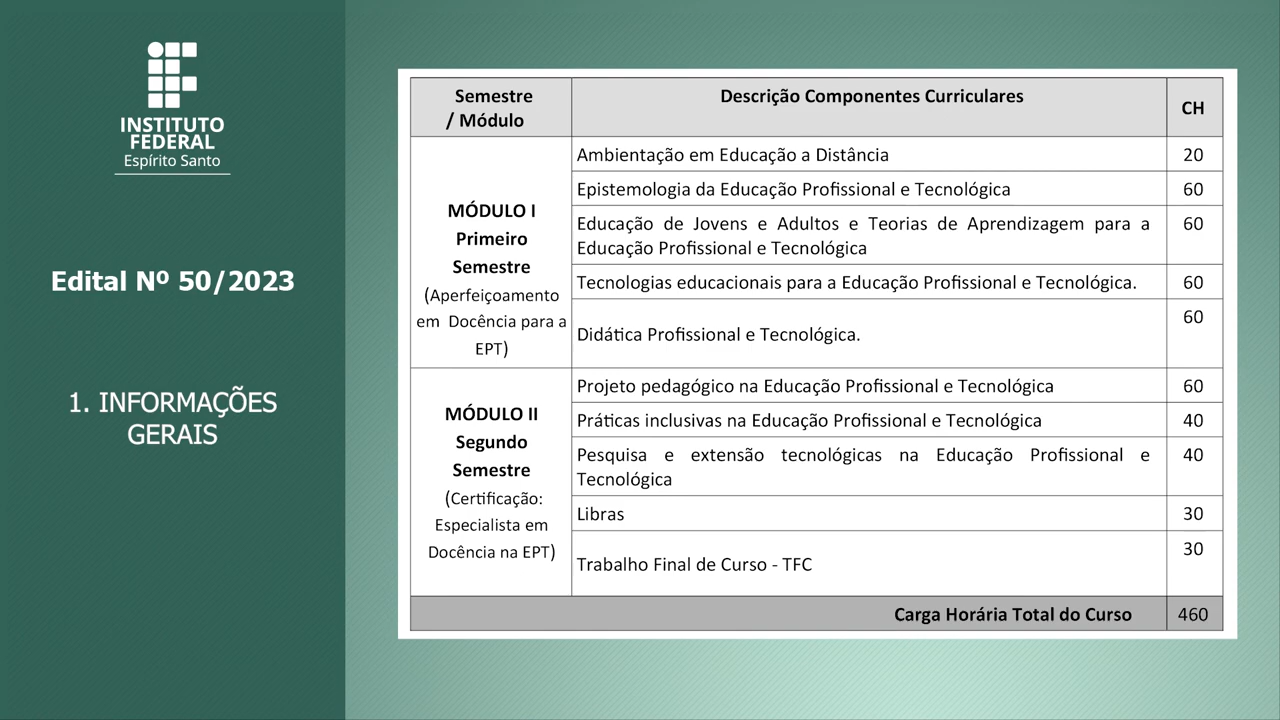 INSTITUTO
FEDERAL
Espírito Santo
Edital Nº 50/2023
1. INFORMAÇÕES
GERAIS
Semestre
/ Módulo
Descrição Componentes Curriculares
CH
MÓDULO I
Primeiro
Semestre
(Aperfeiçoamento
em Docência para a
EPT)
Ambientação em Educação a Distância
20
Epistemologia da Educação Profissional e Tecnológica
60
Educação de Jovens e Adultos e Teorias de Aprendizagem para a
Educação Profissional e Tecnológica
60
Tecnologias educacionais para a Educação Profissional e Tecnológica.
60
Didática Profissional e Tecnológica.
60
MÓDULO II
Segundo
Semestre
(Certificação:
Especialista em
Docência na EPT)
Projeto pedagógico na Educação Profissional e Tecnológica
60
Práticas inclusivas na Educação Profissional e Tecnológica
40
Pesquisa e extensão tecnológicas na Educação Profissional e
Tecnológica
40
Libras
30
Trabalho Final de Curso - TFC
30
Carga Horária Total do Curso
460